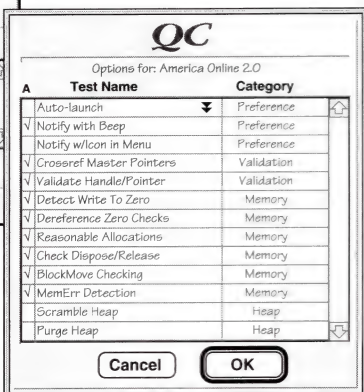 QC
Options for: America Online 2.0
A Test Name Category
Auto-launch Preference
√ Notify with Beep Preference
Notify w/Icon in Menu Preference
√ Crossref Master Pointers Validation
√ Validate Handle/Pointer Validation
√ Detect Write To Zero Memory
√ Dereference Zero Checks Memory
√ Reasonable Allocations Memory
√ Check Dispose/Release Memory
√ BlockMove Checking Memory
√ MemErr Detection Memory
Scramble Heap Heap
Purge Heap Heap
Cancel OK